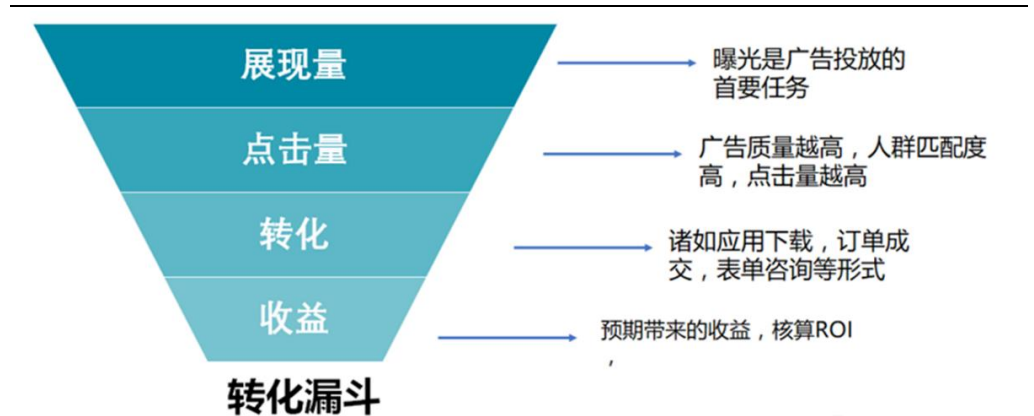 展现量
曝光是广告投放的
首要任务
点击量
广告质量越高，人群匹配度
高，点击量越高
转化
诸如应用下载，订单成
交，表单咨询等形式
收益
预期带来的收益，核算ROI
，
转化漏斗